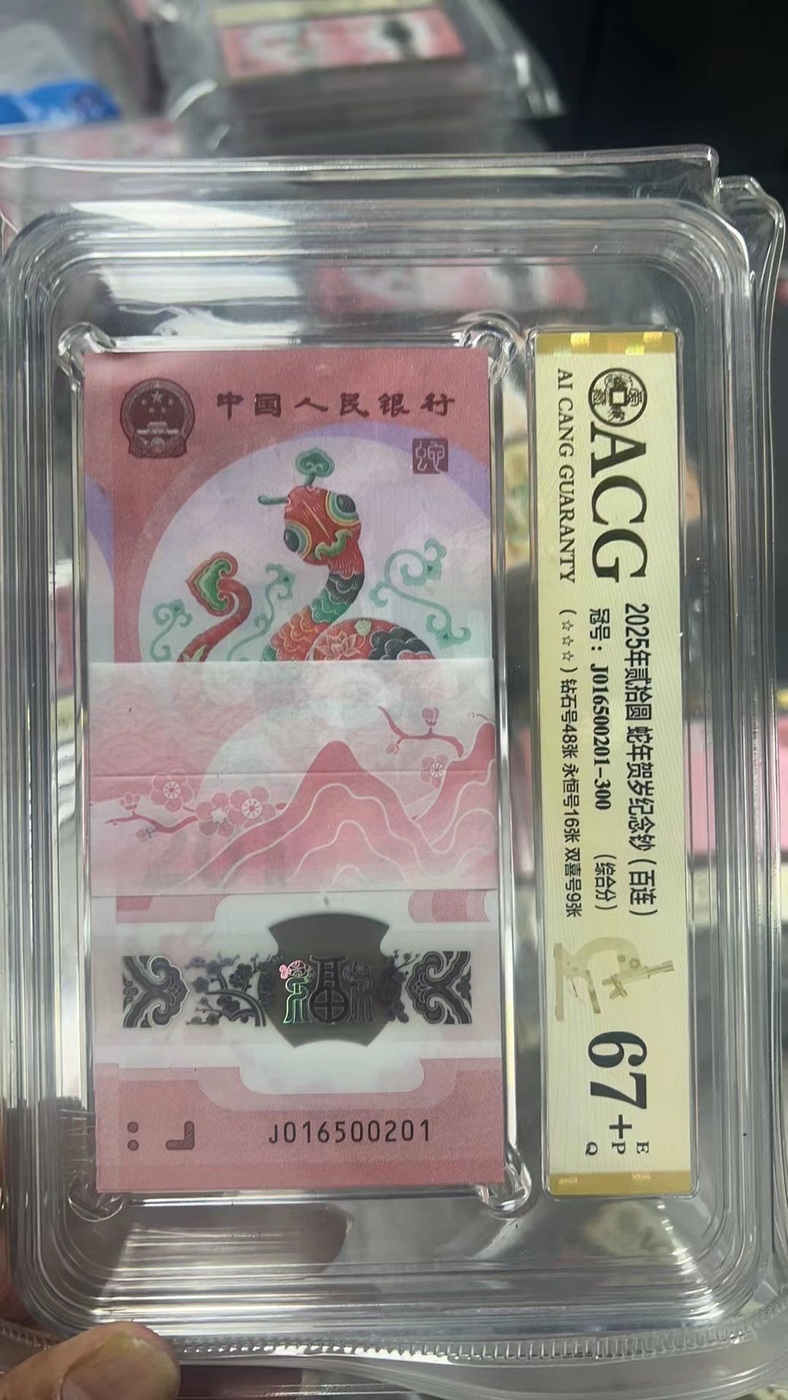 中国人民银行
J016500201
ACG
AI CANG GUARANTY
2025年贰拾圆 蛇年贺岁纪念钞(百连)
冠号:J016500201-300 (综合分)
(☆☆☆)钻石号48张 永恒号16张 双喜号9张
67+
E
P
Q